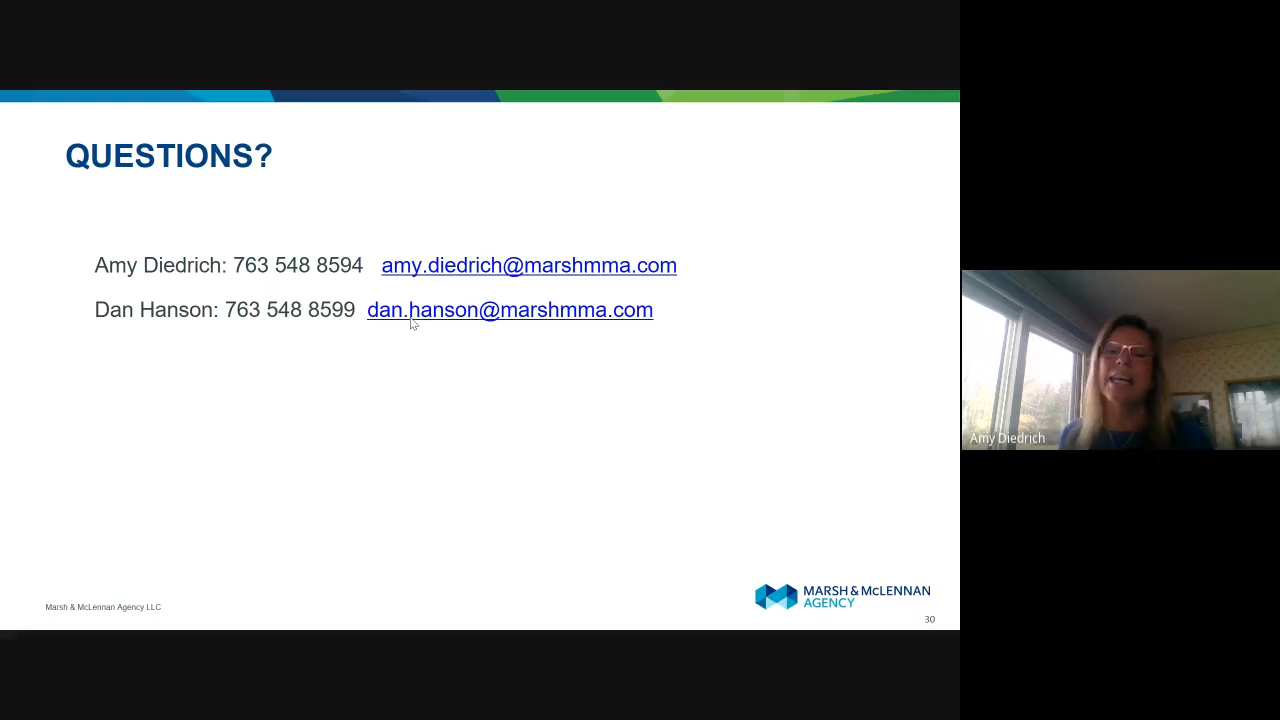 QUESTIONS?
Amy Diedrich: 763 548 8594 amy.diedrich@marshmma.com
Dan Hanson: 763 548 8599 dan.hanson@marshmma.com
Amy Diedrich
Marsh & McLennan Agency LLC
MARSH & McLENNAN
AGENCY
30